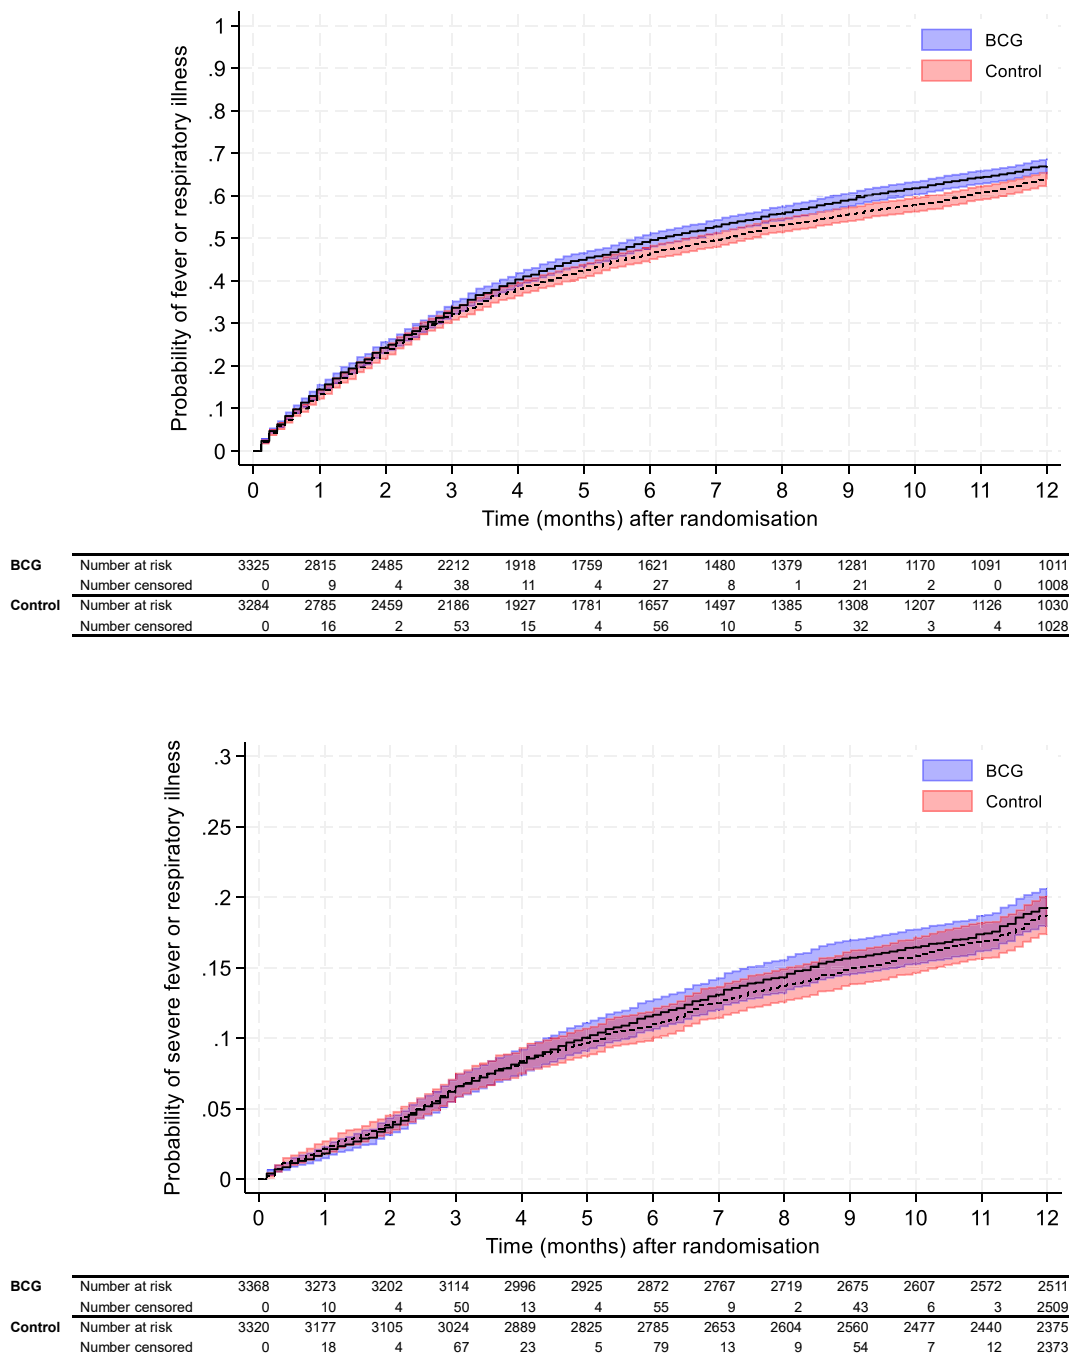 Probability of fever or respiratory illness
1
.9
.8
.7
.6
.5
.4
.3
.2
.1
0
BCG
Control
0 1 2 3 4 5 6 7 8 9 10 11 12
Time (months) after randomisation
BCG Number at risk 3325 2815 2485 2212 1918 1759 1621 1480 1379 1281 1170 1091 1011
Number censored 0 9 4 38 11 4 27 8 1 21 2 0 1008
Control Number at risk 3284 2785 2459 2186 1927 1781 1657 1497 1385 1308 1207 1126 1030
Number censored 0 16 2 53 15 4 56 10 5 32 3 4 1028
Probability of severe fever or respiratory illness
.3
.25
.2
.15
.1
.05
0
BCG
Control
0 1 2 3 4 5 6 7 8 9 10 11 12
Time (months) after randomisation
BCG Number at risk 3368 3273 3202 3114 2996 2925 2872 2767 2719 2675 2607 2572 2511
Number censored 0 10 4 50 13 4 55 9 2 43 6 3 2509
Control Number at risk 3320 3177 3105 3024 2889 2825 2785 2653 2604 2560 2477 2440 2375
Number censored 0 18 4 67 23 5 79 13 9 54 7 12 2373